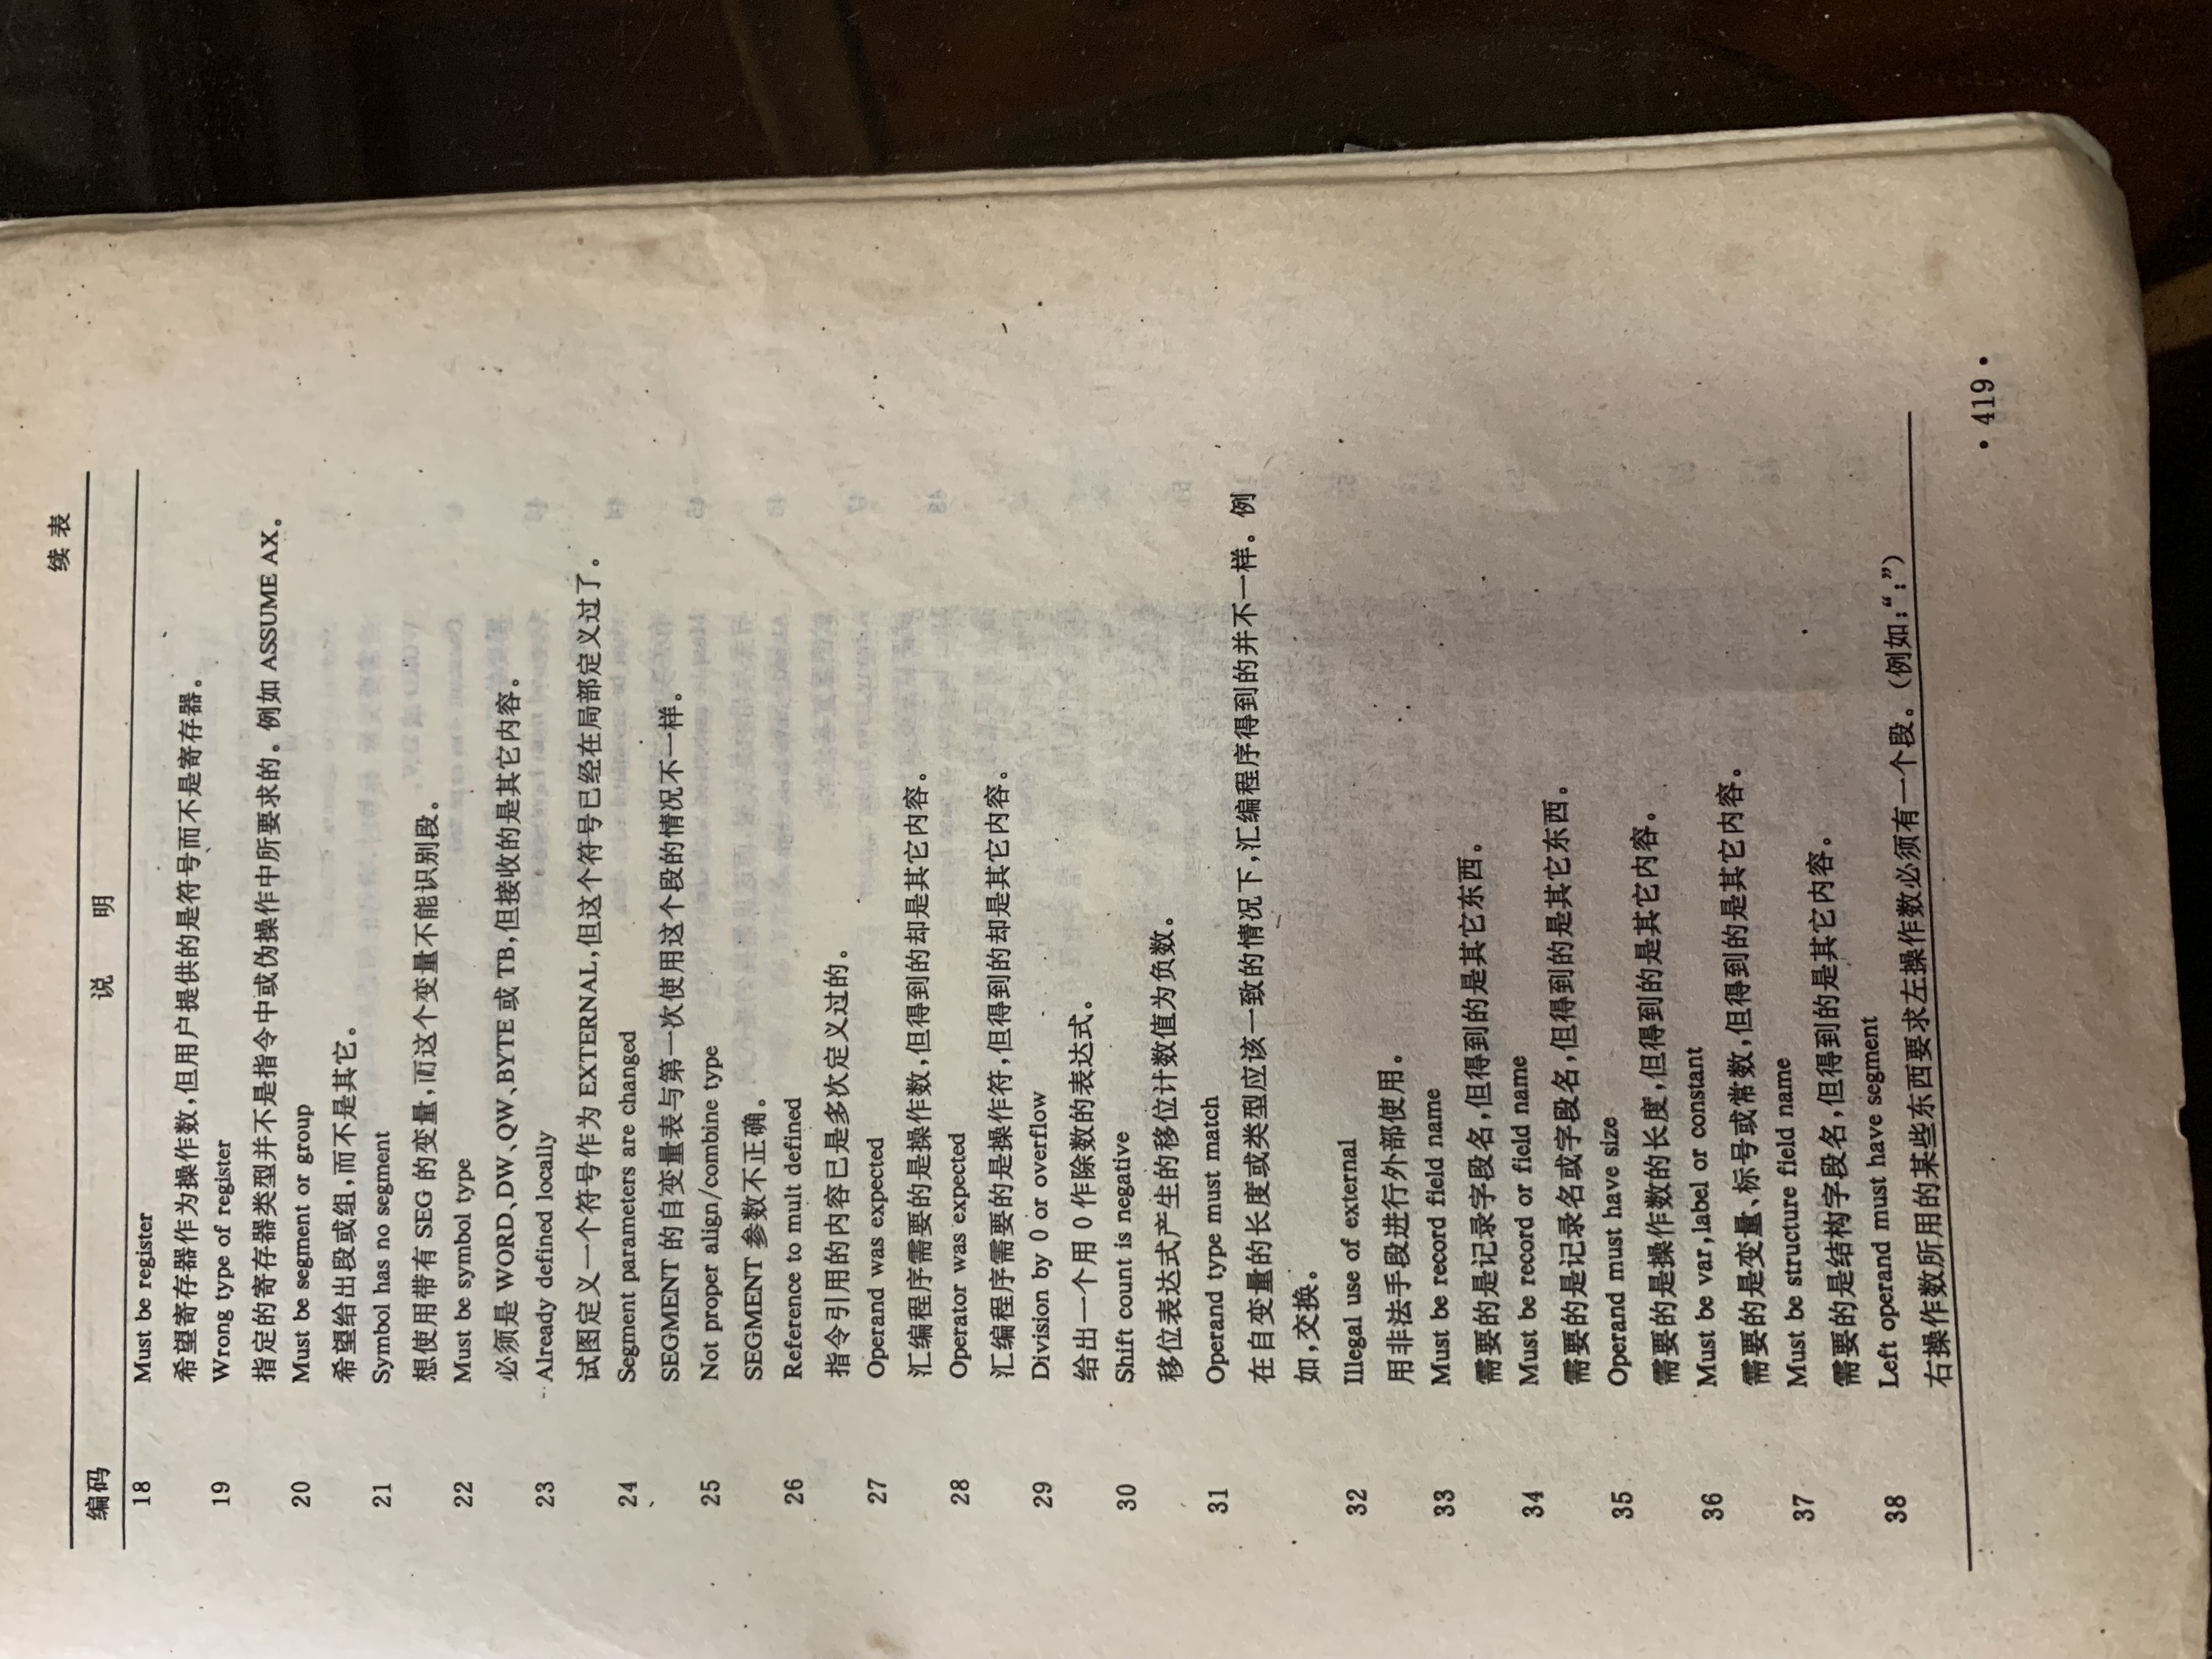 续表
编码 说明
18 Must be register
希望寄存器作为操作数,但用户提供的是符号而不是寄存器。
19 Wrong type of register
指定的寄存器类型并不是指令中或伪操作中所要求的。例如 ASSUME AX。
20 Must be segment or group
希望给出段或组,而不是其它。
21 Symbol has no segment
想使用带有 SEG 的变量,而这个变量不能识别段。
22 Must be symbol type
必须是 WORD、DW、QW、BYTE 或 TB,但接收的是其它内容。
23 Already defined locally
试图定义一个符号作为 EXTERNAL,但这个符号已经在局部定义过了。
24 Segment parameters are changed
SEGMENT 的自变量表与第一次使用这个段的情况不一样。
25 Not proper align/combine type
SEGMENT 参数不正确。
26 Reference to mult defined
指令引用的内容已是多次定义过的。
27 Operand was expected
汇编程序需要的是操作数,但得到的却是其它内容。
28 Operator was expected
汇编程序需要的是操作符,但得到的却是其它内容。
29 Division by 0 or overflow
给出一个用 0 作除数的表达式。
30 Shift count is negative
移位表达式产生的移位计数值为负数。
31 Operand type must match
在自变量的长度或类型应该一致的情况下,汇编程序得到的并不一样。例
如,交换。
32 Illegal use of external
用非法手段进行外部使用。
33 Must be record field name
需要的是记录字段名,但得到的是其它东西。
34 Must be record or field name
需要的是记录名或字段名,但得到的是其它东西。
35 Operand must have size
需要的是操作数的长度,但得到的是其它内容。
36 Must be var,label or constant
需要的是变量、标号或常数,但得到的是其它内容。
37 Must be structure field name
需要的是结构字段名,但得到的是其它内容。
38 Left operand must have segment
右操作数所用的某些东西要求左操作数必须有一个段。(例如:“:”)
· 419 ·